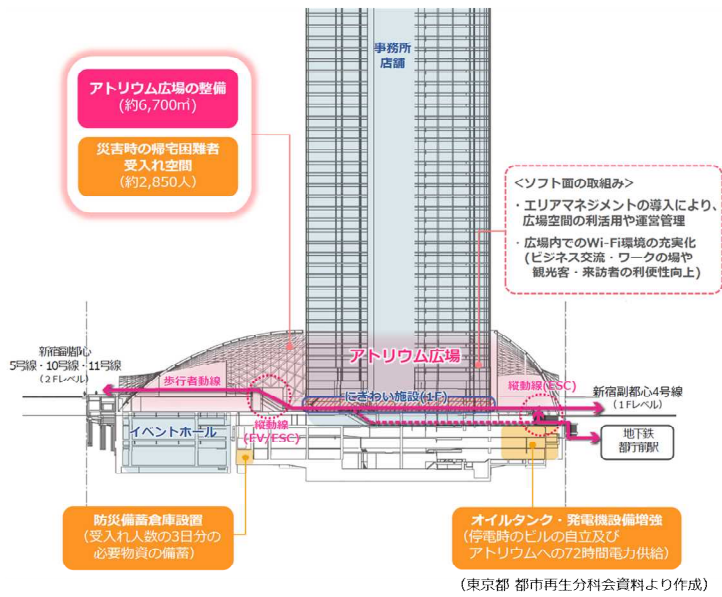 事務所
店舗
アトリウム広場の整備
(約6,700㎡)
災害時の帰宅困難者
受入れ空間
(約2,850人)
<ソフト面の取組み>
・エリアマネジメントの導入により、
広場空間の利活用や運営管理
・広場内でのWi-Fi環境の充実化
(ビジネス交流・ワークの場や
観光客・来訪者の利便性向上)
新宿副都心
5号線・10号線・11号線
(2Fレベル)
アトリウム広場
歩行者動線
にぎわい施設(1F)
縦動線(ESC)
新宿副都心4号線
(1Fレベル)
イベントホール
縦動線
(EV/ESC)
地下鉄
都庁前駅
防災備蓄倉庫設置
(受入れ人数の3日分の
必要物資の備蓄)
オイルタンク・発電機設備増強
(停電時のビルの自立及び
アトリウムへの72時間電力供給)
(東京都 都市再生分科会資料より作成)